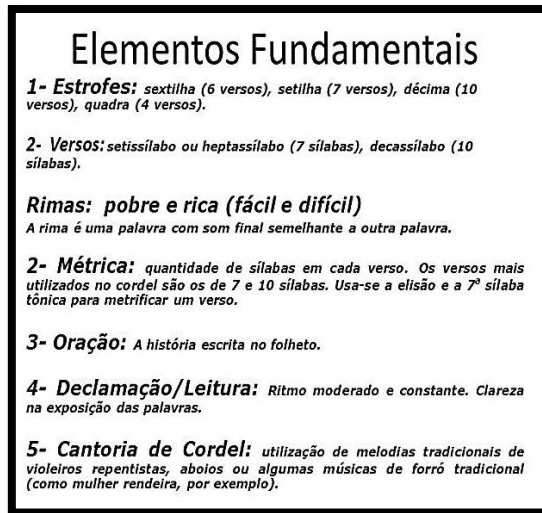 Elementos Fundamentais
1- Estrofes: sextilha (6 versos), setilha (7 versos), décima (10
versos), quadra (4 versos).
2- Versos: setissílabo ou heptassílabo (7 sílabas), decassílabo (10
sílabas).
Rimas: pobre e rica (fácil e difícil)
A rima é uma palavra com som final semelhante a outra palavra.
2- Métrica: quantidade de sílabas em cada verso. Os versos mais
utilizados no cordel são os de 7 e 10 sílabas. Usa-se a elisão e a 7ª sílaba
tônica para metrificar um verso.
3- Oração: A história escrita no folheto.
4- Declamação/Leitura: Ritmo moderado e constante. Clareza
na exposição das palavras.
5- Cantoria de Cordel: utilização de melodias tradicionais de
violeiros repentistas, aboios ou algumas músicas de forró tradicional
(como mulher rendeira, por exemplo).